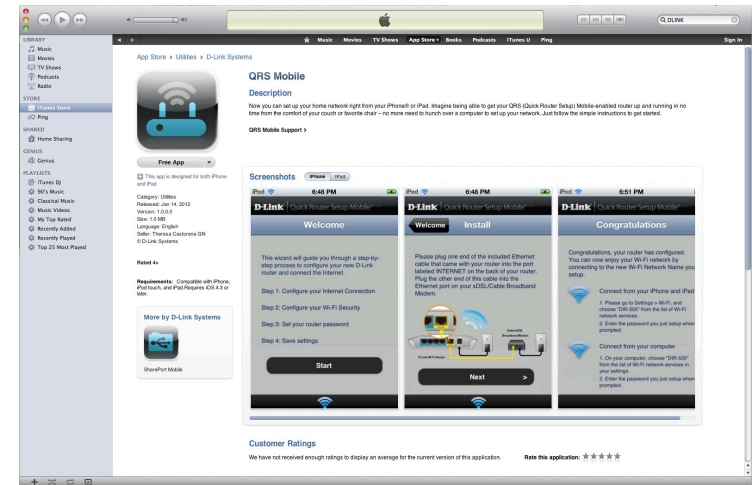 DLINK
Music
Movies
TV Shows
App Store
Books
Podcasts
iTunes U
Ping
Sign In
LIBRARY
Music
Movies
TV Shows
Podcasts
Radio
STORE
iTunes Store
Ping
SHARED
Home Sharing
GENIUS
Genius
PLAYLISTS
iTunes DJ
90's Music
Classical Music
Music Videos
My Top Rated
Recently Added
Recently Played
Top 25 Most Played
App Store > Utilities > D-Link Systems
Free App
This app is designed for both iPhone
and iPad
Category: Utilities
Released: Jan 14, 2012
Version: 1.0.0.0
Size: 1.0 MB
Language: English
Seller: Theresa Castorena GN
© D-Link Systems
Rated 4+
Requirements: Compatible with iPhone,
iPod touch, and iPad.Requires iOS 4.3 or
later.
More by D-Link Systems
SharePort Mobile
QRS Mobile
Description
Now you can set up your home network right from your iPhone® or iPad. Imagine being able to get your QRS (Quick Router Setup) Mobile-enabled router up and running in no
time from the comfort of your couch or favorite chair – no more need to hunch over a computer to set up your network. Just follow the simple instructions to get started.
QRS Mobile Support >
Screenshots
iPhone
iPad
iPod
6:48 PM
D-Link
Quick Router Setup Mobile
Welcome
This wizard will guide you through a step-by-
step process to configure your new D-Link
router and connect the Internet.
Step 1: Configure your Internet Connection
Step 2: Configure your Wi-Fi Security
Step 3: Set your router password
Step 4: Save settings
Start
iPod
6:48 PM
D-Link
Quick Router Setup Mobile
Welcome
Install
Please plug one end of the included Ethernet
cable that came with your router into the port
labeled INTERNET on the back of your router.
Plug the other end of this cable into the
Ethernet port on your xDSL/Cable Broadband
Modem.
Next >
iPod
6:51 PM
D-Link
Quick Router Setup Mobile
Congratulations
Congratulations, your router has configured.
You can now enjoy your Wi-Fi network by
connecting to the new Wi-Fi Network Name you
setup.
Connect from your iPhone and iPad
1. Please go to Settings > Wi-Fi, and
choose "DIR-506" from the list of Wi-Fi
network services.
2. Enter the password you just setup when
prompted.
Connect from your computer
1. On your computer, choose "DIR-506"
from the list of Wi-Fi network services in
your settings.
2. Enter the password you just setup when
prompted.
Customer Ratings
We have not received enough ratings to display an average for the current version of this application.
Rate this application: